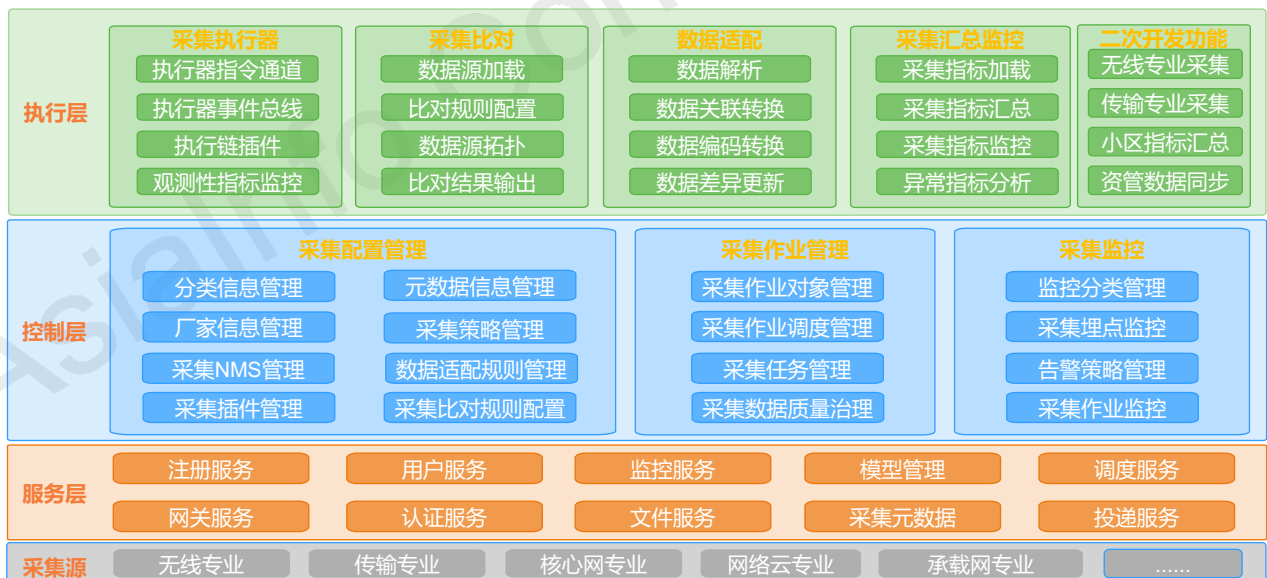 执行层
采集执行器
执行器指令通道
执行器事件总线
执行链插件
观测性指标监控
采集比对
数据源加载
比对规则配置
数据源拓扑
比对结果输出
数据适配
数据解析
数据关联转换
数据编码转换
数据差异更新
采集汇总监控
采集指标加载
采集指标汇总
采集指标监控
异常指标分析
二次开发功能
无线专业采集
传输专业采集
小区指标汇总
资管数据同步
控制层
采集配置管理
分类信息管理
元数据信息管理
厂家信息管理
采集策略管理
采集NMS管理
数据适配规则管理
采集插件管理
采集比对规则配置
采集作业管理
采集作业对象管理
采集作业调度管理
采集任务管理
采集数据质量治理
采集监控
监控分类管理
采集埋点监控
告警策略管理
采集作业监控
服务层
注册服务
用户服务
监控服务
模型管理
调度服务
网关服务
认证服务
文件服务
采集元数据
投递服务
采集源
无线专业
传输专业
核心网专业
网络云专业
承载网专业
......
AsiaInfo Con